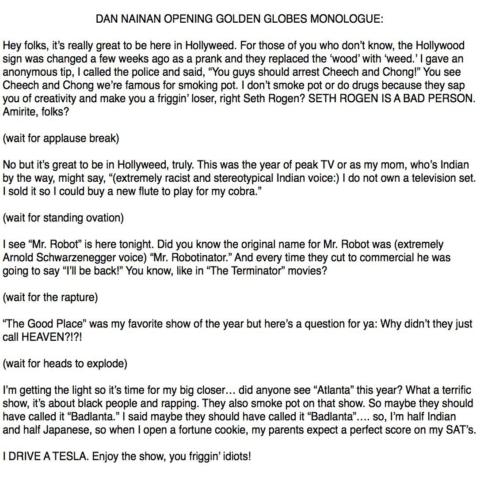 DAN NAINAN OPENING GOLDEN GLOBES MONOLOGUE:
Hey folks, it's really great to be here in Hollyweed. For those of you who don't know, the Hollywood
sign was changed a few weeks ago as a prank and they replaced the 'wood' with 'weed.' I gave an
anonymous tip, I called the police and said, "You guys should arrest Cheech and Chong!" You see
Cheech and Chong we're famous for smoking pot. I don't smoke pot or do drugs because they sap
you of creativity and make you a friggin' loser, right Seth Rogen? SETH ROGEN IS A BAD PERSON.
Amirite, folks?
(wait for applause break)
No but it's great to be in Hollyweed, truly. This was the year of peak TV or as my mom, who's Indian
by the way, might say, "(extremely racist and stereotypical Indian voice:) I do not own a television set.
I sold it so I could buy a new flute to play for my cobra."
(wait for standing ovation)
I see "Mr. Robot" is here tonight. Did you know the original name for Mr. Robot was (extremely
Arnold Schwarzenegger voice) "Mr. Robotinator." And every time they cut to commercial he was
going to say "I'll be back!" You know, like in "The Terminator" movies?
(wait for the rapture)
"The Good Place" was my favorite show of the year but here's a question for ya: Why didn't they just
call HEAVEN?!?!
(wait for heads to explode)
I'm getting the light so it's time for my big closer… did anyone see "Atlanta" this year? What a terrific
show, it's about black people and rapping. They also smoke pot on that show. So maybe they should
have called it "Badlanta." I said maybe they should have called it "Badlanta"…. so, I'm half Indian
and half Japanese, so when I open a fortune cookie, my parents expect a perfect score on my SAT's.
I DRIVE A TESLA. Enjoy the show, you friggin' idiots!